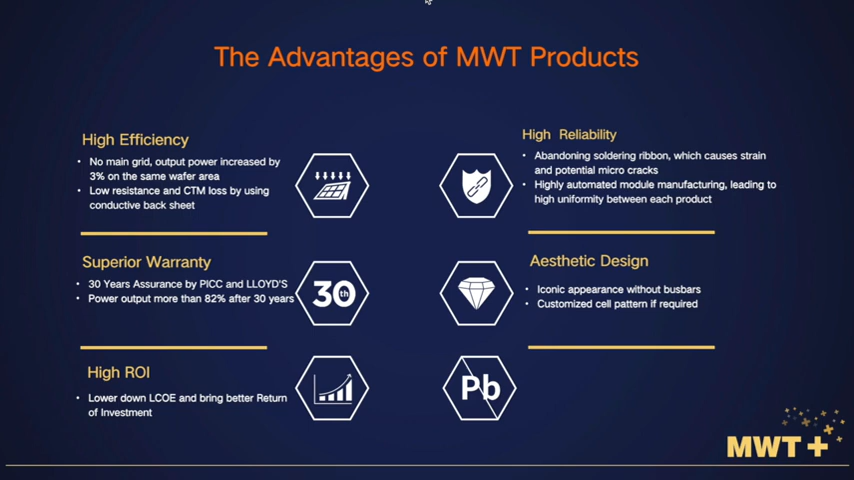 The Advantages of MWT Products
High Efficiency
• No main grid, output power increased by
3% on the same wafer area
• Low resistance and CTM loss by using
conductive back sheet
High  Reliability
• Abandoning soldering ribbon, which causes strain
and potential micro cracks
• Highly automated module manufacturing, leading to
high uniformity between each product
Superior Warranty
• 30 Years Assurance by PICC and LLOYD'S
• Power output more than 82% after 30 years
30th
Aesthetic Design
• Iconic appearance without busbars
• Customized cell pattern if required
High ROI
• Lower down LCOE and bring better Return
of Investment
Pb
MWT+